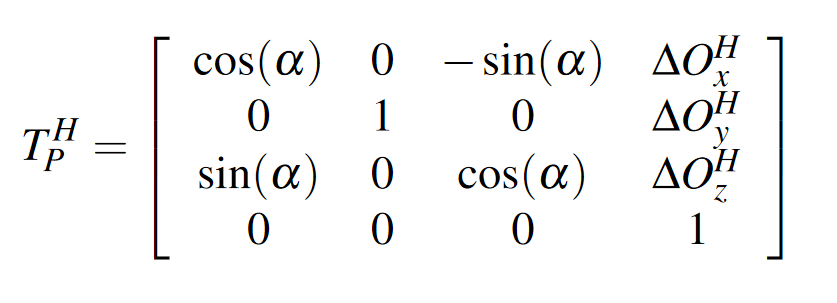 cos(α) 0 −sin(α) ΔO_x^H
0 1 0 ΔO_y^H
T_P^H = sin(α) 0 cos(α) ΔO_z^H
0 0 0 1